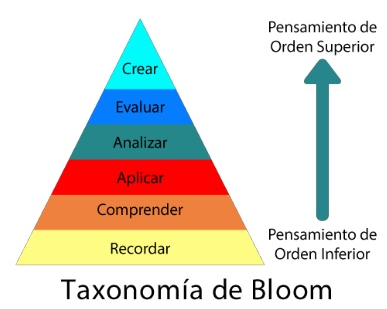 Pensamiento de
Orden Superior
Crear
Evaluar
Analizar
Aplicar
Comprender
Recordar
Pensamiento de
Orden Inferior
Taxonomía de Bloom